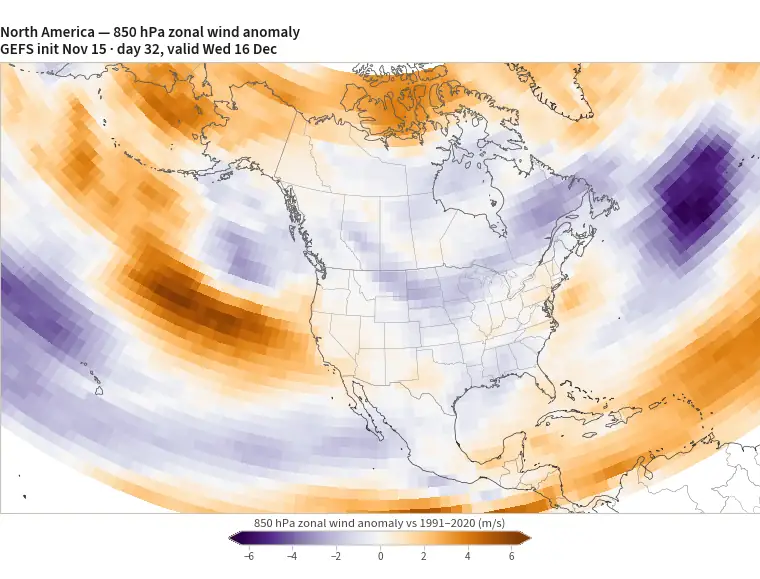 North America — 850 hPa zonal wind anomaly
GEFS init Nov 15 · day 32, valid Wed 16 Dec
850 hPa zonal wind anomaly vs 1991–2020 (m/s)
−6 −4 −2 0 2 4 6